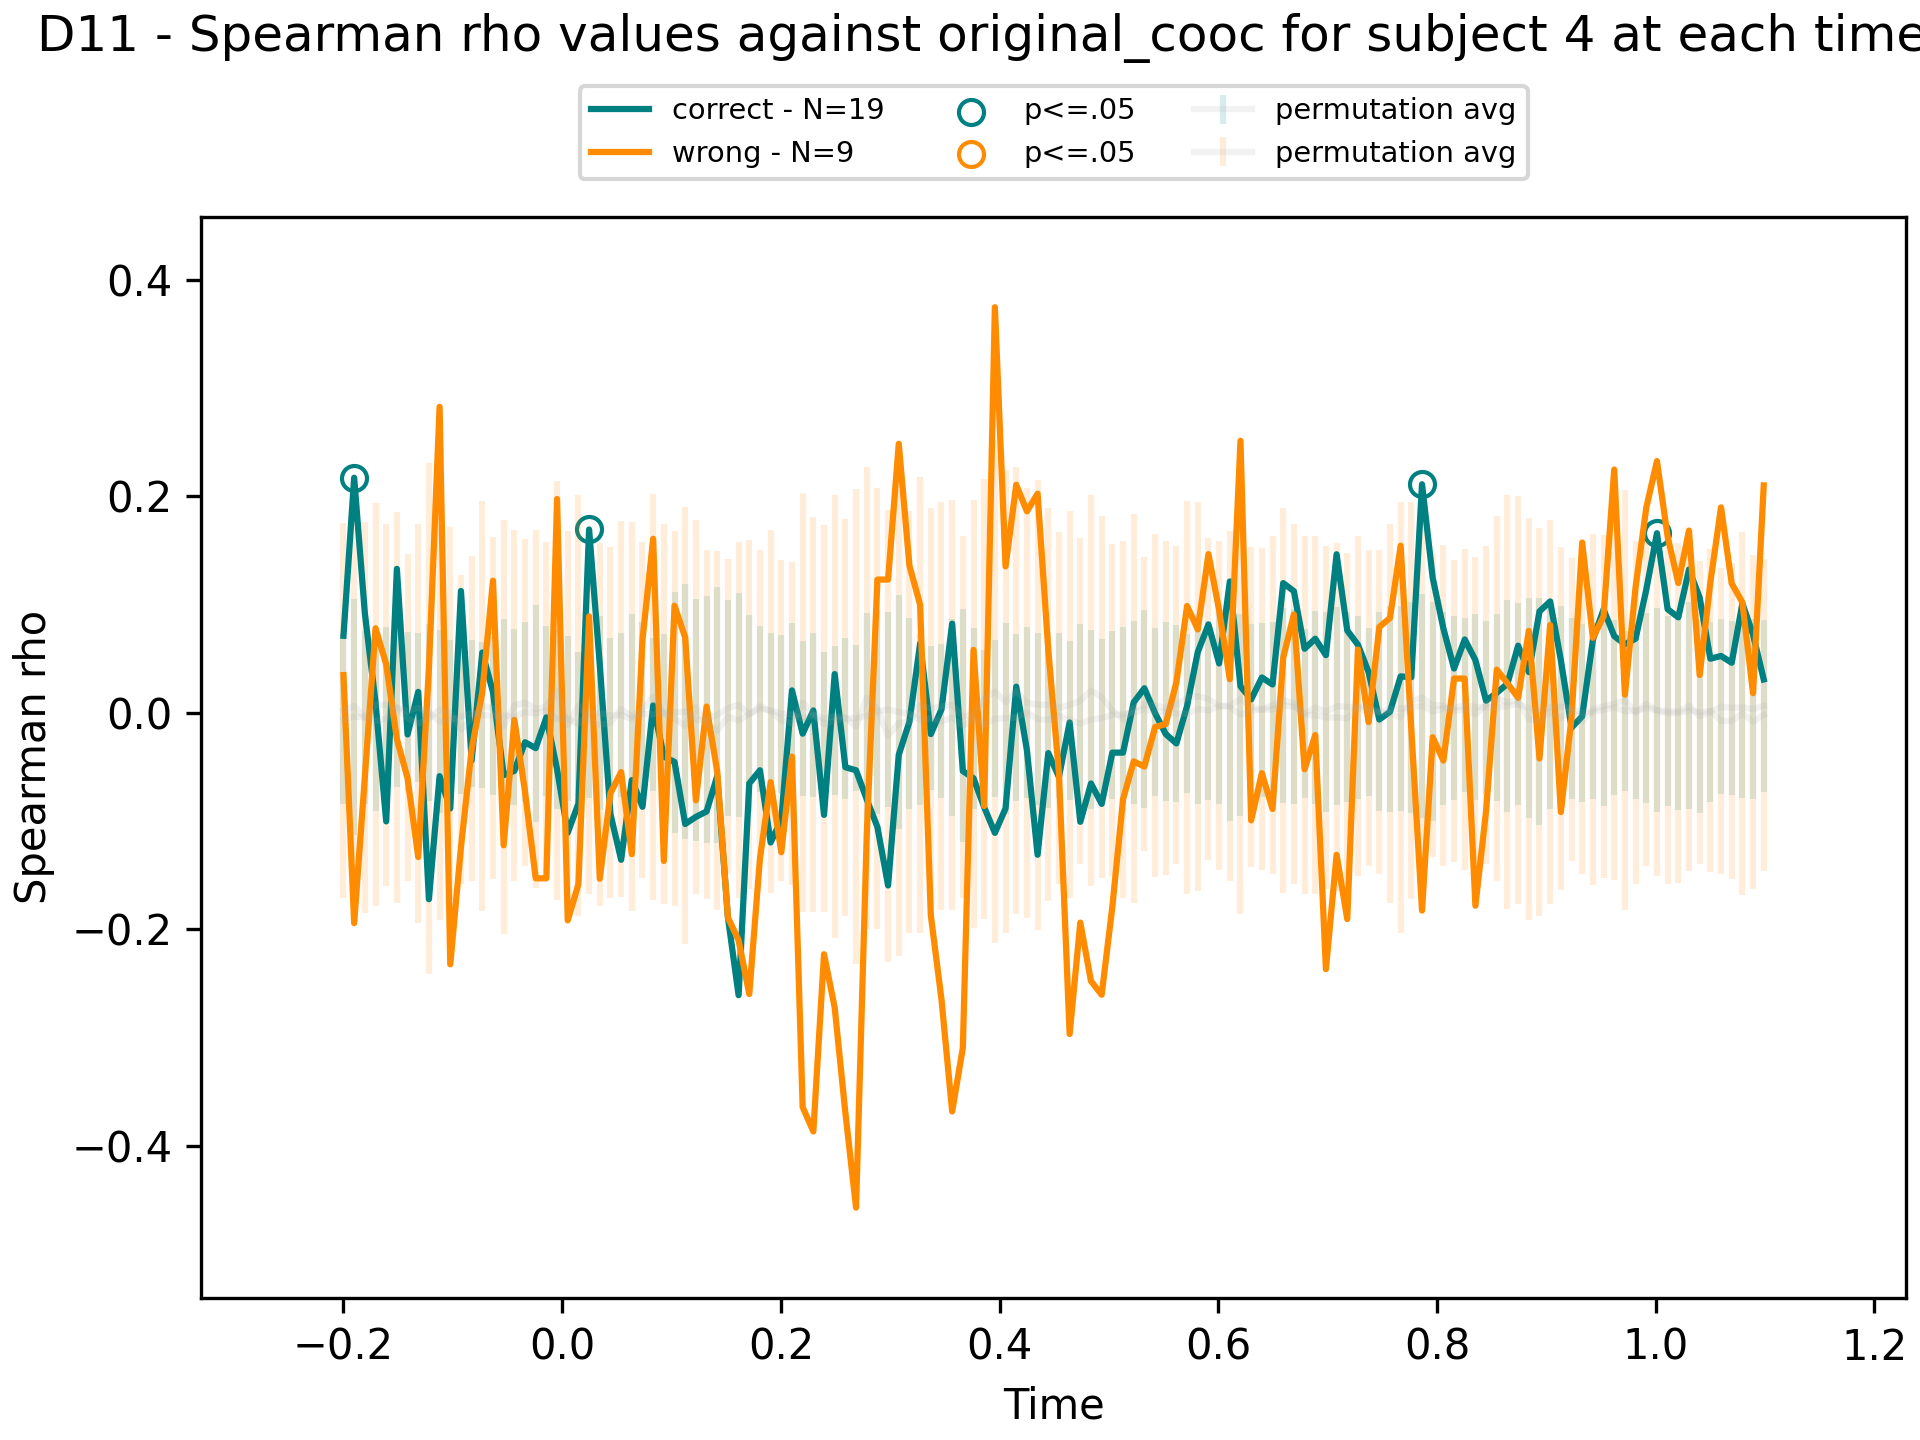 D11 - Spearman rho values against original_cooc for subject 4 at each time
correct - N=19
wrong - N=9
p<=.05
p<=.05
permutation avg
permutation avg
Spearman rho
0.4
0.2
0.0
−0.2
−0.4
−0.2
0.0
0.2
0.4
0.6
0.8
1.0
1.2
Time